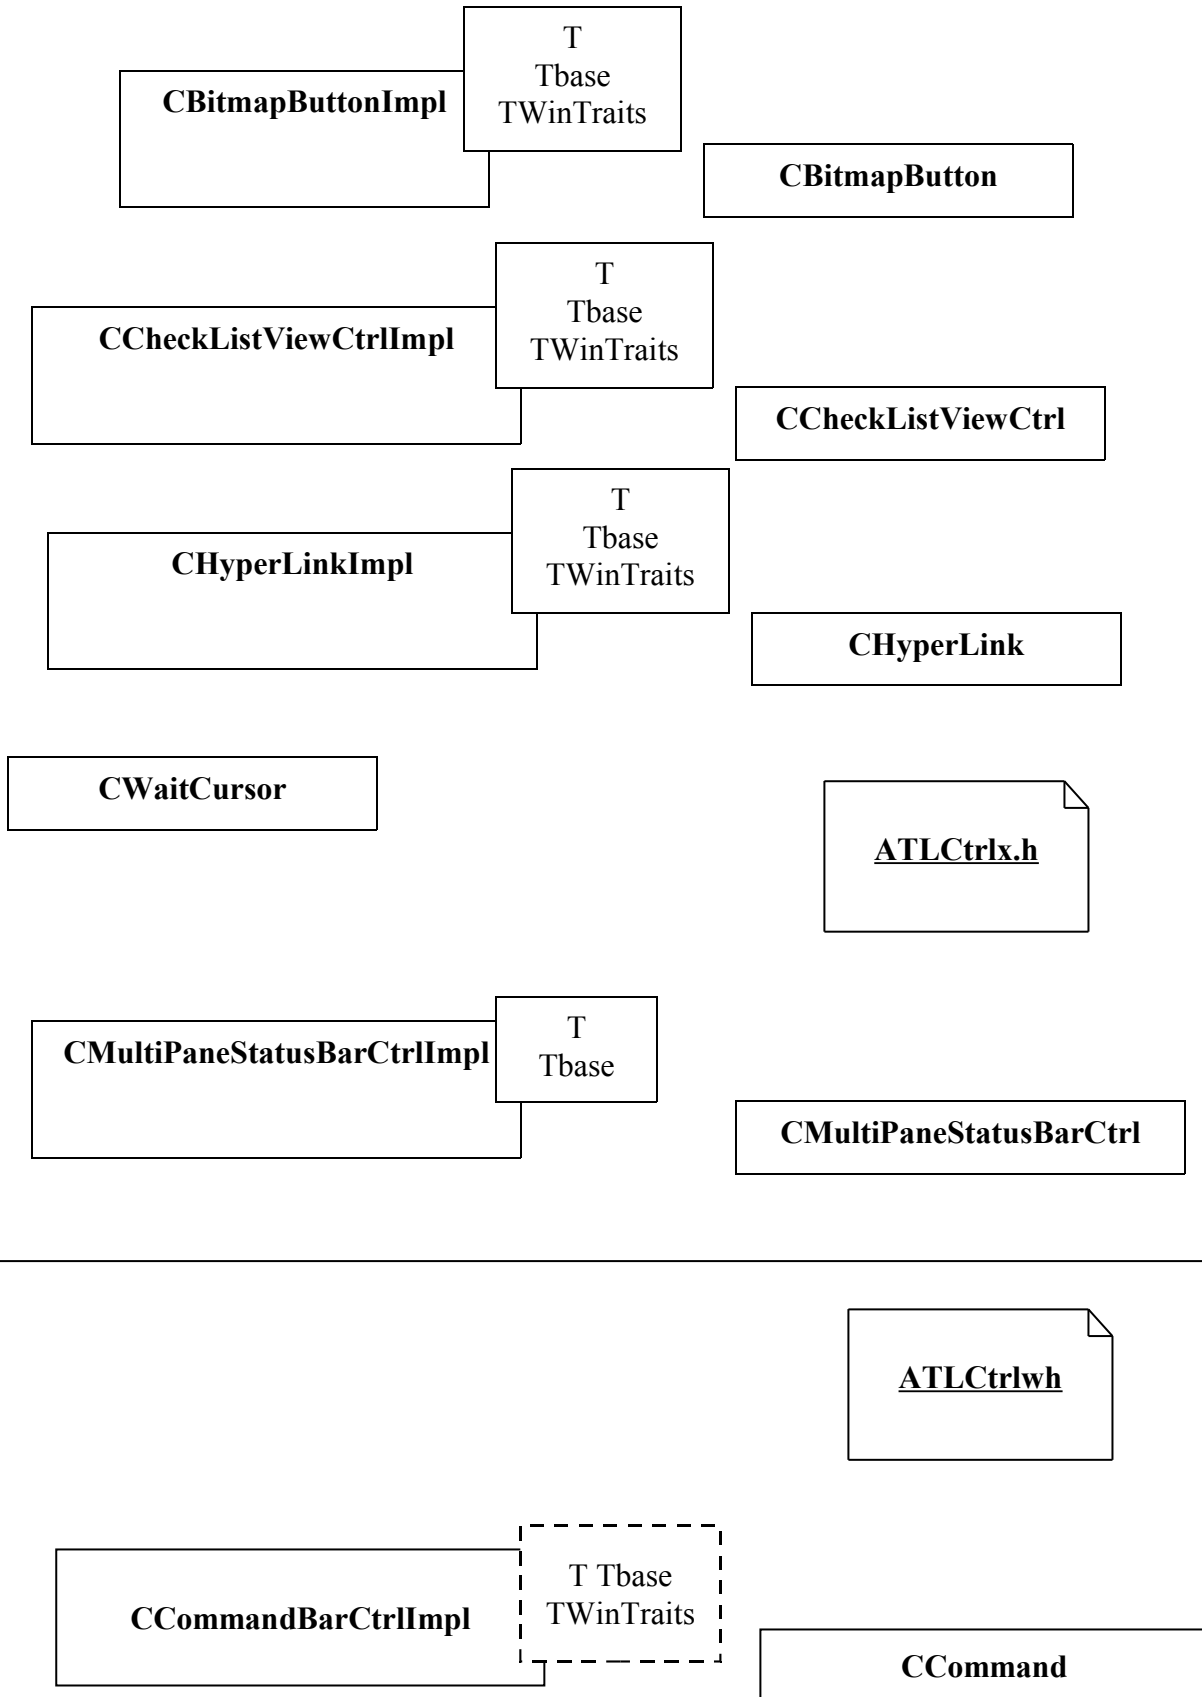 T
Tbase
TWinTraits
CBitmapButtonImpl
CBitmapButton
T
Tbase
TWinTraits
CCheckListViewCtrlImpl
CCheckListViewCtrl
T
Tbase
TWinTraits
CHyperLinkImpl
CHyperLink
CWaitCursor
ATLCtrlx.h
T
Tbase
CMultiPaneStatusBarCtrlImpl
CMultiPaneStatusBarCtrl
ATLCtrlwh
T Tbase
TWinTraits
CCommandBarCtrlImpl
CCommand